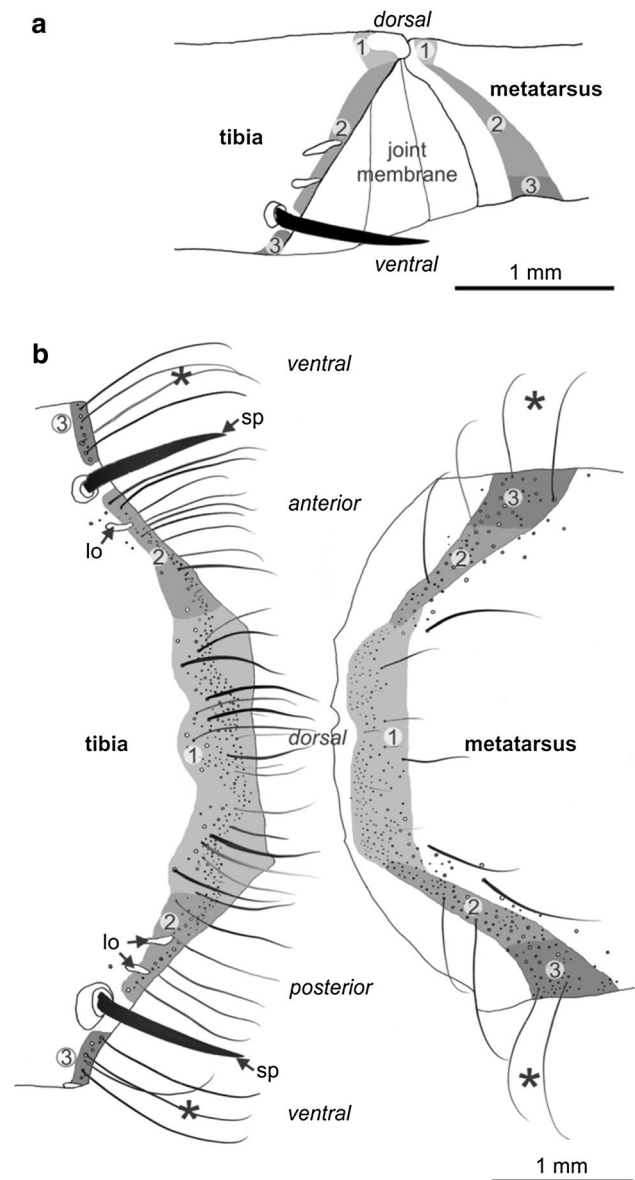 a
dorsal
1 1
metatarsus
tibia
2 2
joint
membrane
3
3
ventral
1 mm
b
ventral
*
*
3
sp
3
anterior
lo
2
2
tibia
1
dorsal
1
metatarsus
2
2
lo
3
posterior
3
sp
*
*
ventral
1 mm